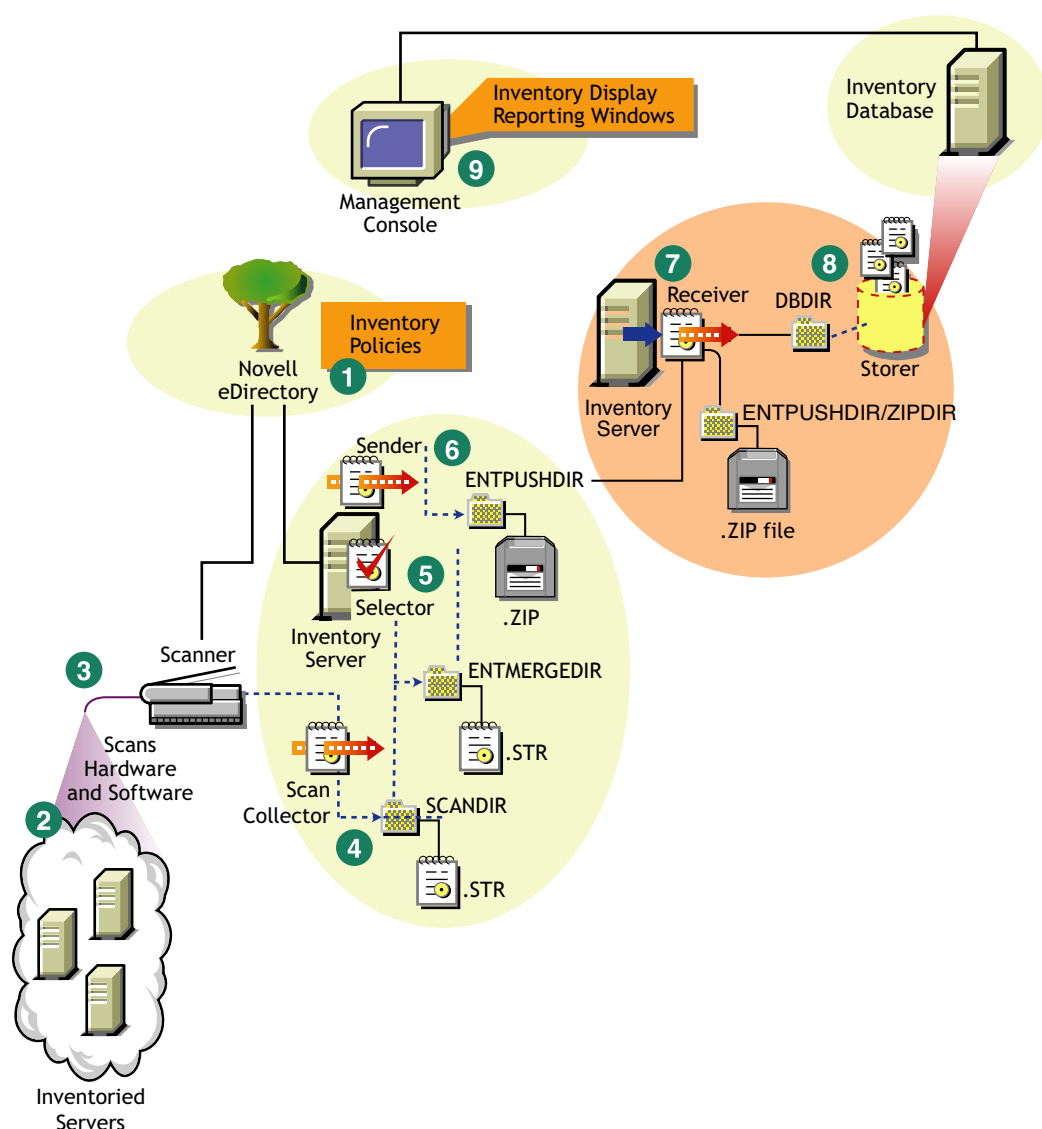 Inventory Display
Reporting Windows
Inventory
Database
9
Management
Console
7
Receiver
8
DBDIR
Storer
Inventory
Policies
1
Novell
eDirectory
Inventory
Server
ENTPUSHDIR/ZIPDIR
.ZIP file
Sender
6
ENTPUSHDIR
.ZIP
5
Selector
Inventory
Server
Scanner
3
ENTMERGEDIR
.STR
Scans
Hardware
and Software
Scan
Collector
SCANDIR
4
.STR
2
Inventoried
Servers